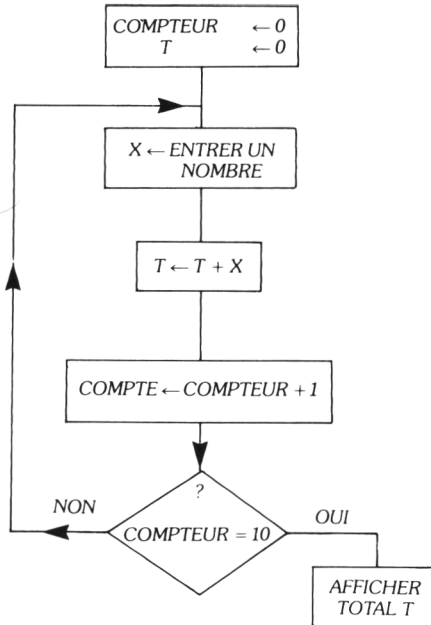 COMPTEUR ← 0
T ← 0
X ← ENTRER UN
NOMBRE
T ← T + X
COMPTE ← COMPTEUR + 1
?
NON
COMPTEUR = 10
OUI
AFFICHER
TOTAL T